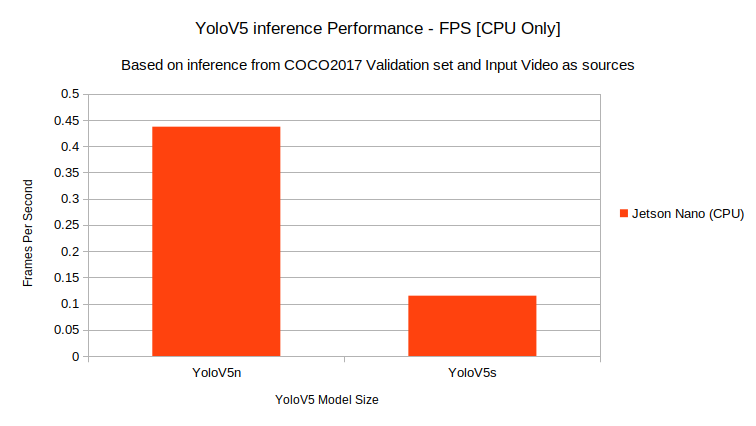 YoloV5 inference Performance - FPS [CPU Only]
Based on inference from COCO2017 Validation set and Input Video as sources
0.5
0.45
0.4
0.35
0.3
0.25
0.2
0.15
0.1
0.05
0
Frames Per Second
Jetson Nano (CPU)
YoloV5n
YoloV5s
YoloV5 Model Size